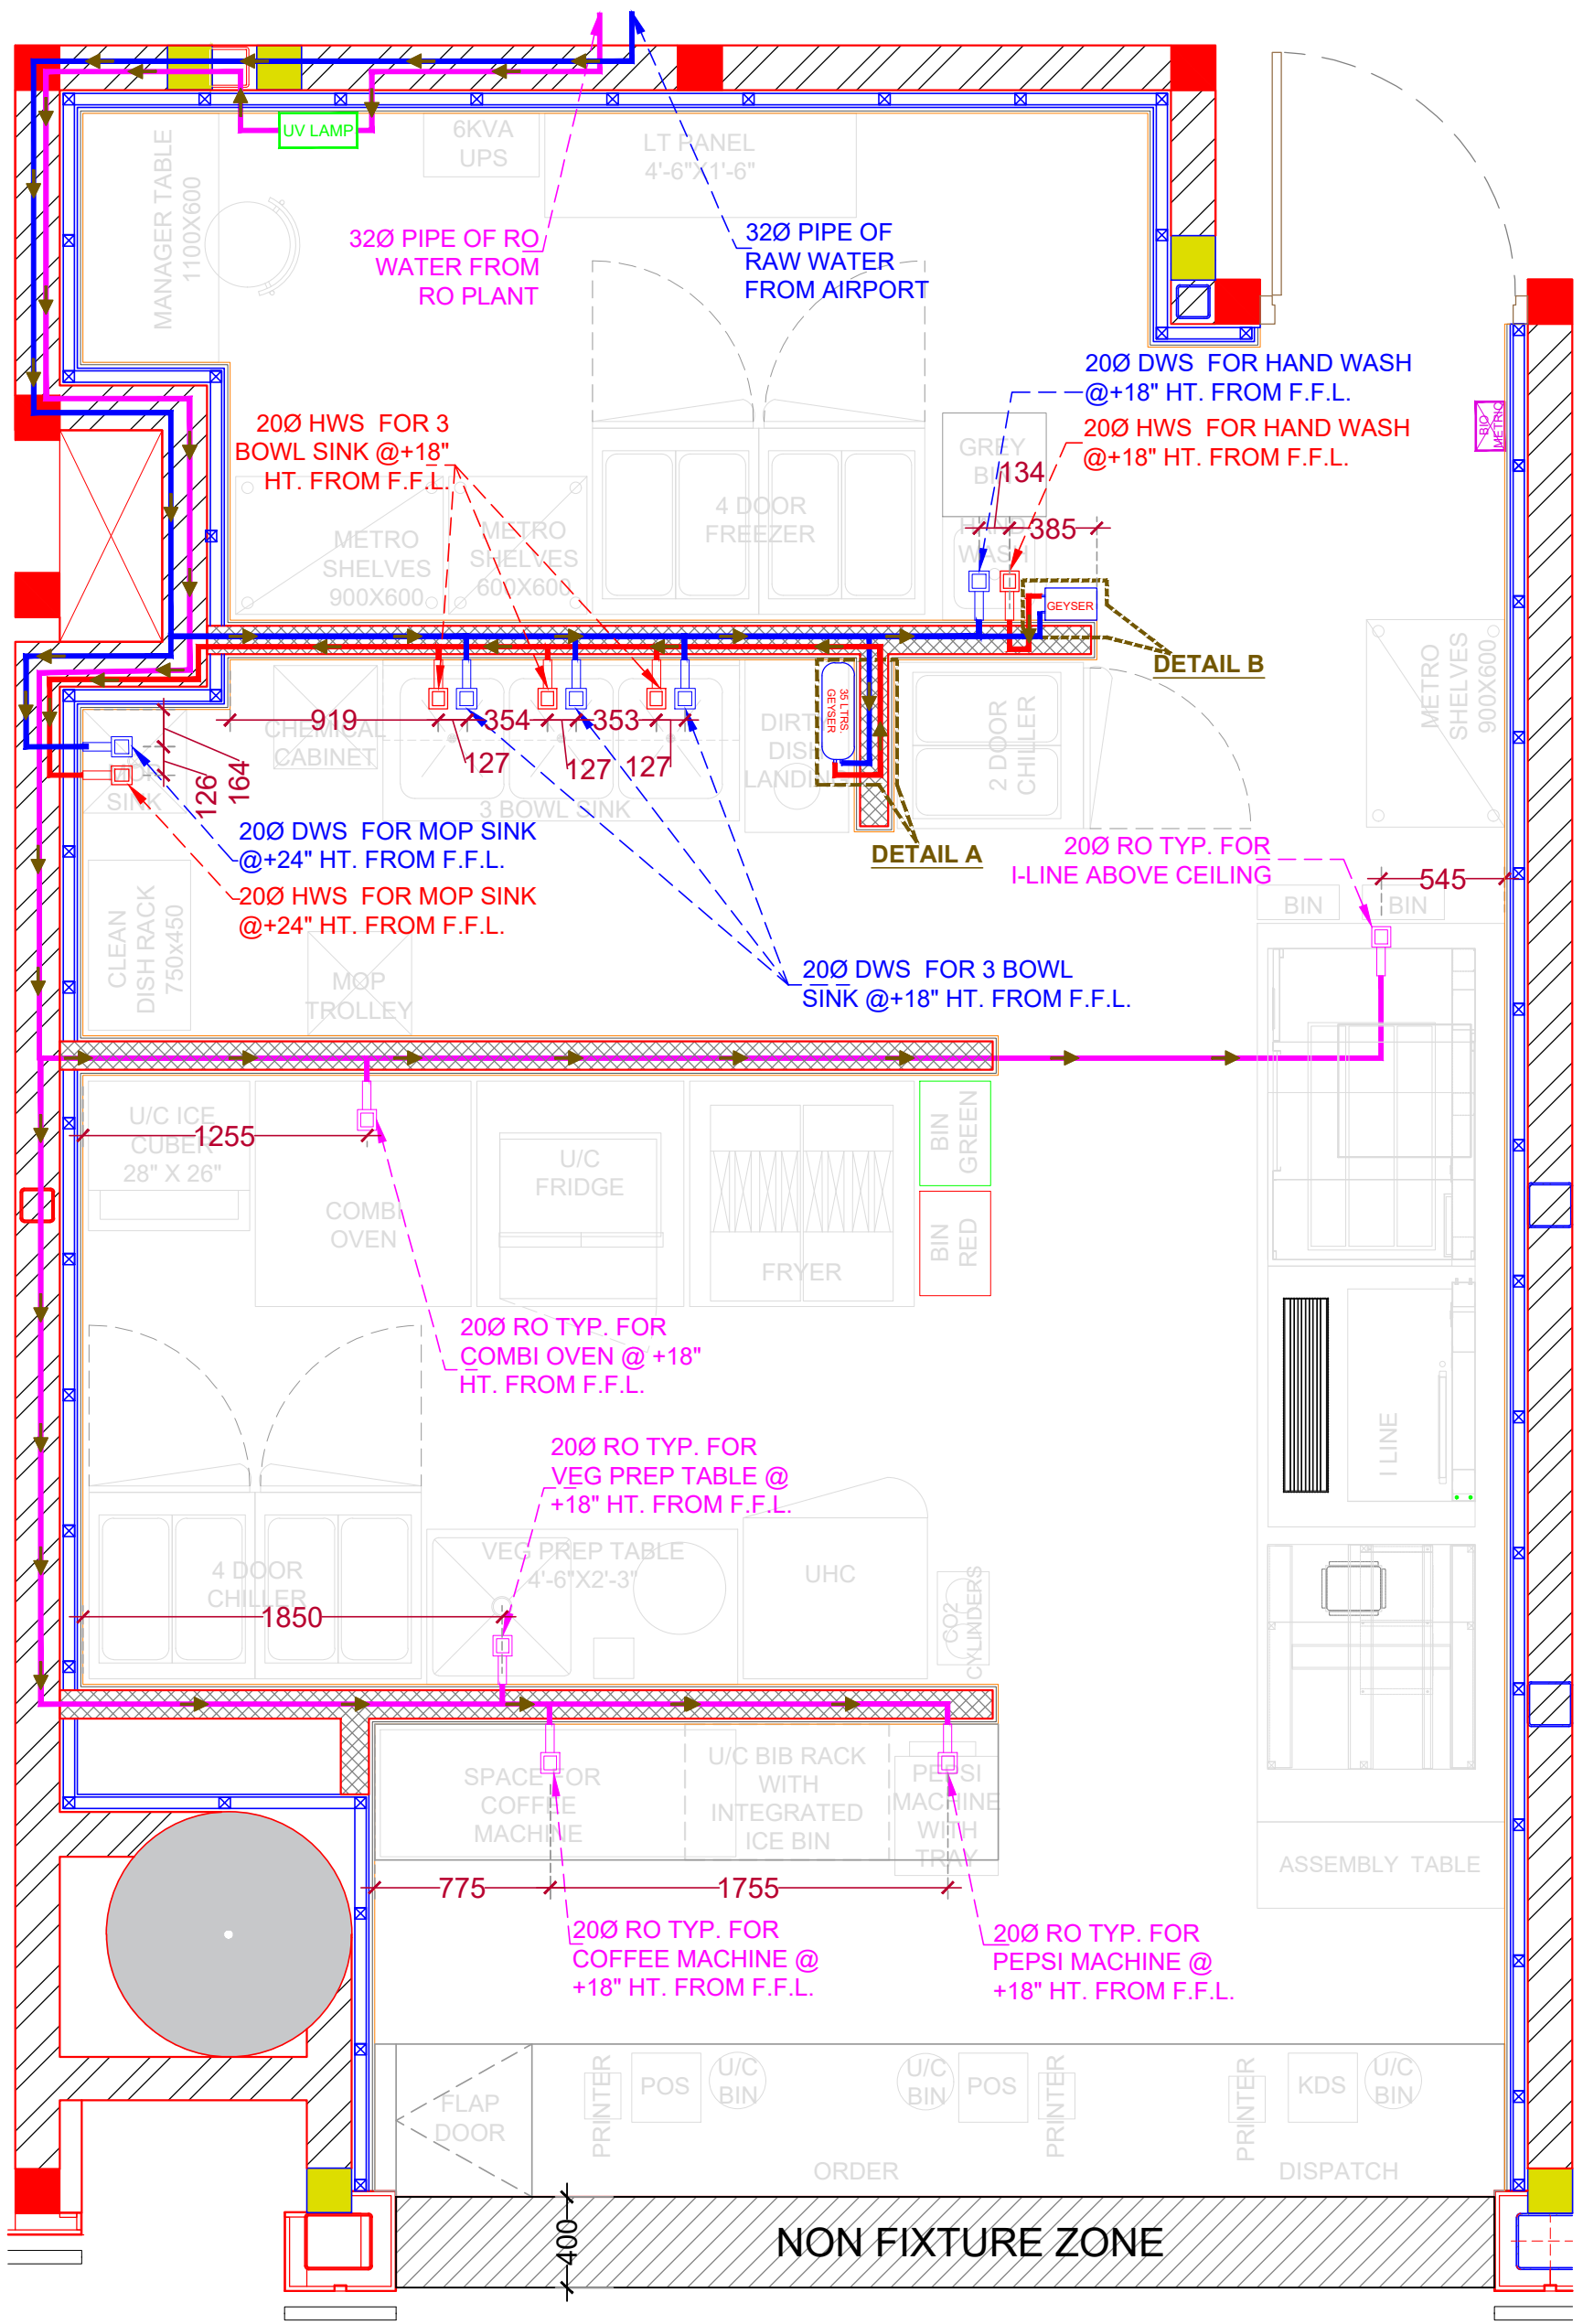 UV LAMP
6KVA
UPS
LT PANEL
4'-6"X1'-6"
MANAGER TABLE
1100X600
32Ø PIPE OF RO
WATER FROM
RO PLANT
32Ø PIPE OF
RAW WATER
FROM AIRPORT
20Ø DWS FOR HAND WASH
@+18" HT. FROM F.F.L.
20Ø HWS FOR HAND WASH
@+18" HT. FROM F.F.L.
BIO
METRIC
20Ø HWS FOR 3
BOWL SINK @+18"
HT. FROM F.F.L.
GREY
BIN
134
385
HAND
WASH
METRO
SHELVES
900X600
METRO
SHELVES
600X600
4 DOOR
FREEZER
GEYSER
DETAIL B
METRO
SHELVES
900X600
35 LTRS.
GEYSER
919
354
353
127
127
127
CHEMICAL
CABINET
3 BOWL SINK
DIRTY
DISH
LANDING
2 DOOR
CHILLER
126
164
SINK
20Ø DWS FOR MOP SINK
@+24" HT. FROM F.F.L.
20Ø HWS FOR MOP SINK
@+24" HT. FROM F.F.L.
DETAIL A
20Ø RO TYP. FOR
I-LINE ABOVE CEILING
545
BIN
BIN
CLEAN
DISH RACK
750x450
MOP
TROLLEY
20Ø DWS FOR 3 BOWL
SINK @+18" HT. FROM F.F.L.
U/C ICE
CUBER
28" X 26"
1255
COMBI
OVEN
U/C
FRIDGE
FRYER
BIN
GREEN
BIN
RED
20Ø RO TYP. FOR
COMBI OVEN @ +18"
HT. FROM F.F.L.
I LINE
20Ø RO TYP. FOR
VEG PREP TABLE @
+18" HT. FROM F.F.L.
4 DOOR
CHILLER
VEG PREP TABLE
4'-6"X2'-3"
UHC
CO2
CYLINDERS
1850
SPACE FOR
COFFEE
MACHINE
U/C BIB RACK
WITH
INTEGRATED
ICE BIN
PEPSI
MACHINE
WITH
TRAY
ASSEMBLY TABLE
775
1755
20Ø RO TYP. FOR
COFFEE MACHINE @
+18" HT. FROM F.F.L.
20Ø RO TYP. FOR
PEPSI MACHINE @
+18" HT. FROM F.F.L.
FLAP
DOOR
PRINTER
POS
U/C
BIN
U/C
BIN
POS
PRINTER
PRINTER
KDS
U/C
BIN
ORDER
DISPATCH
400
NON FIXTURE ZONE